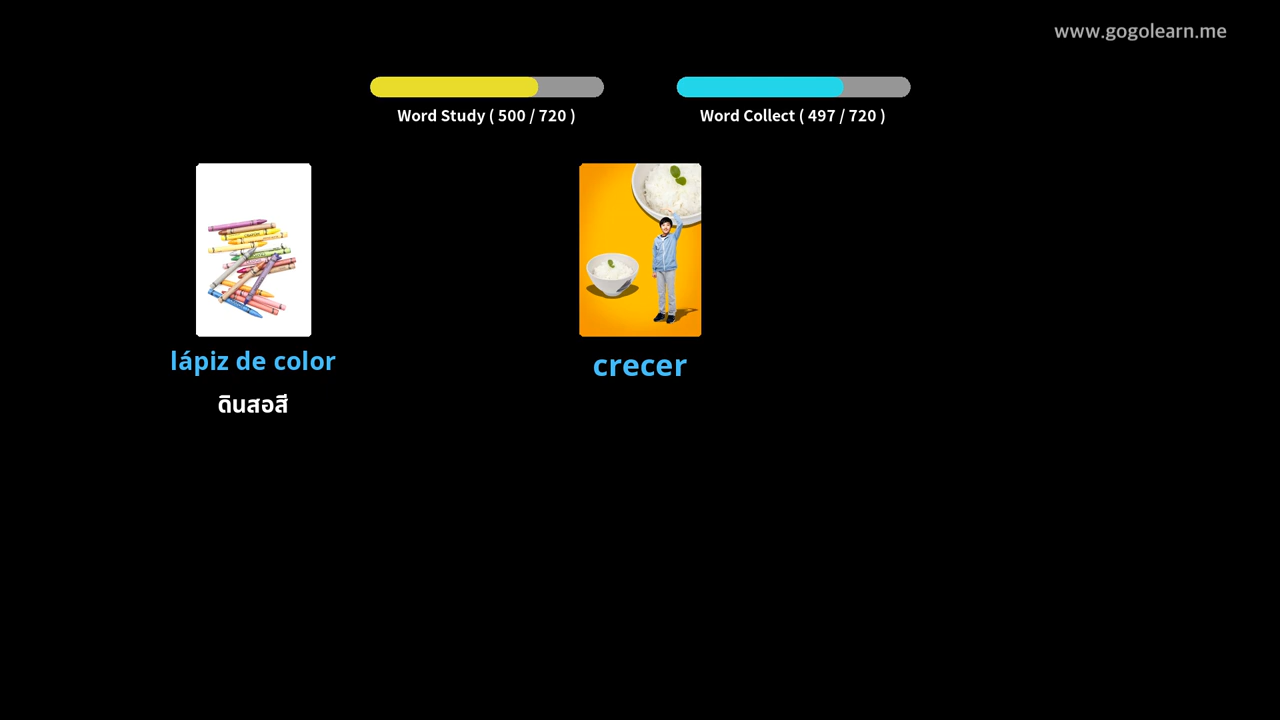 www.gogolearn.me
Word Study ( 500 / 720 )
Word Collect ( 497 / 720 )
lápiz de color
crecer
ดินสอสี